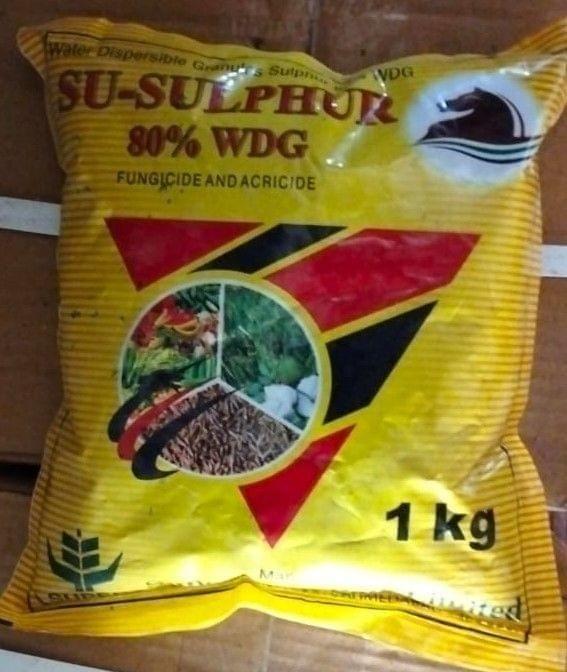 Water Dispersible Granules Sulphur WDG
SU-SULPHUR
80% WDG
FUNGICIDE AND ACRICIDE
1 kg
Limited